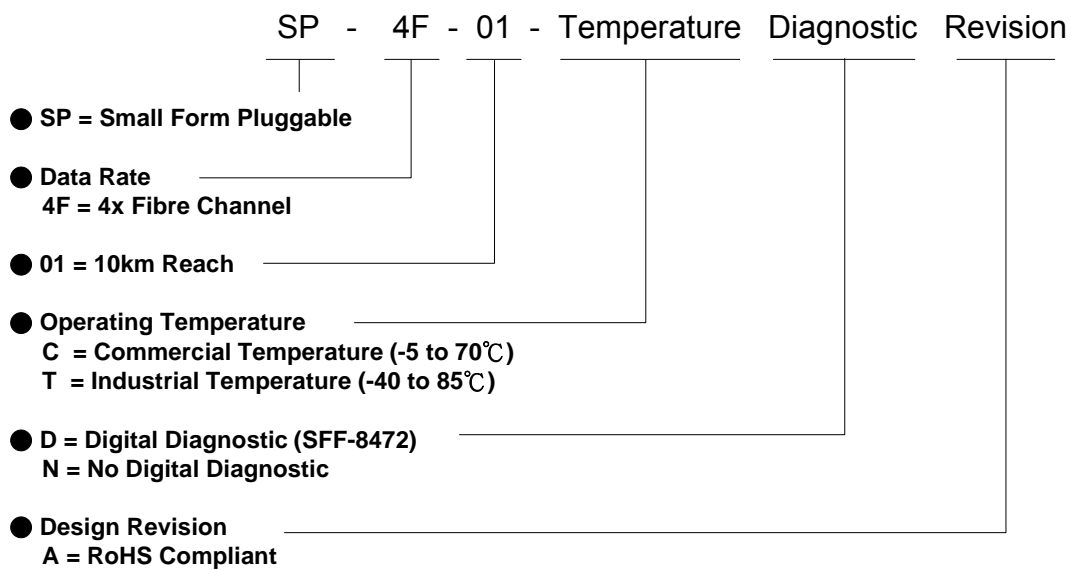 SP - 4F - 01 - Temperature Diagnostic Revision
● SP = Small Form Pluggable
● Data Rate
4F = 4x Fibre Channel
● 01 = 10km Reach
● Operating Temperature
C = Commercial Temperature (-5 to 70℃)
T = Industrial Temperature (-40 to 85℃)
● D = Digital Diagnostic (SFF-8472)
N = No Digital Diagnostic
● Design Revision
A = RoHS Compliant